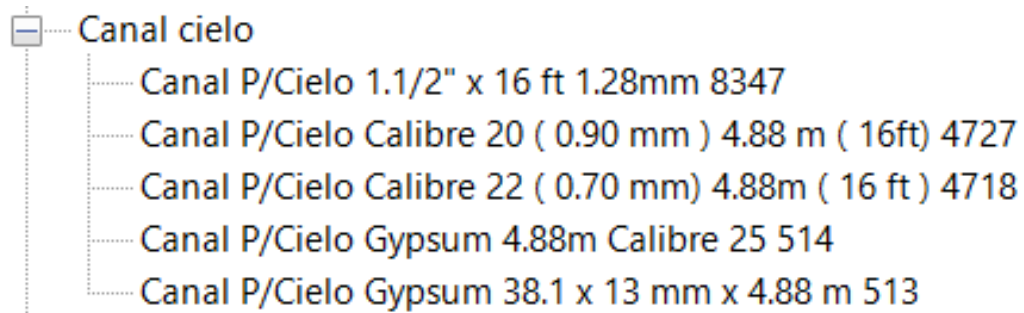 Canal cielo
Canal P/Cielo 1.1/2" x 16 ft 1.28mm 8347
Canal P/Cielo Calibre 20 ( 0.90 mm ) 4.88 m ( 16ft) 4727
Canal P/Cielo Calibre 22 ( 0.70 mm) 4.88m ( 16 ft ) 4718
Canal P/Cielo Gypsum 4.88m Calibre 25 514
Canal P/Cielo Gypsum 38.1 x 13 mm x 4.88 m 513